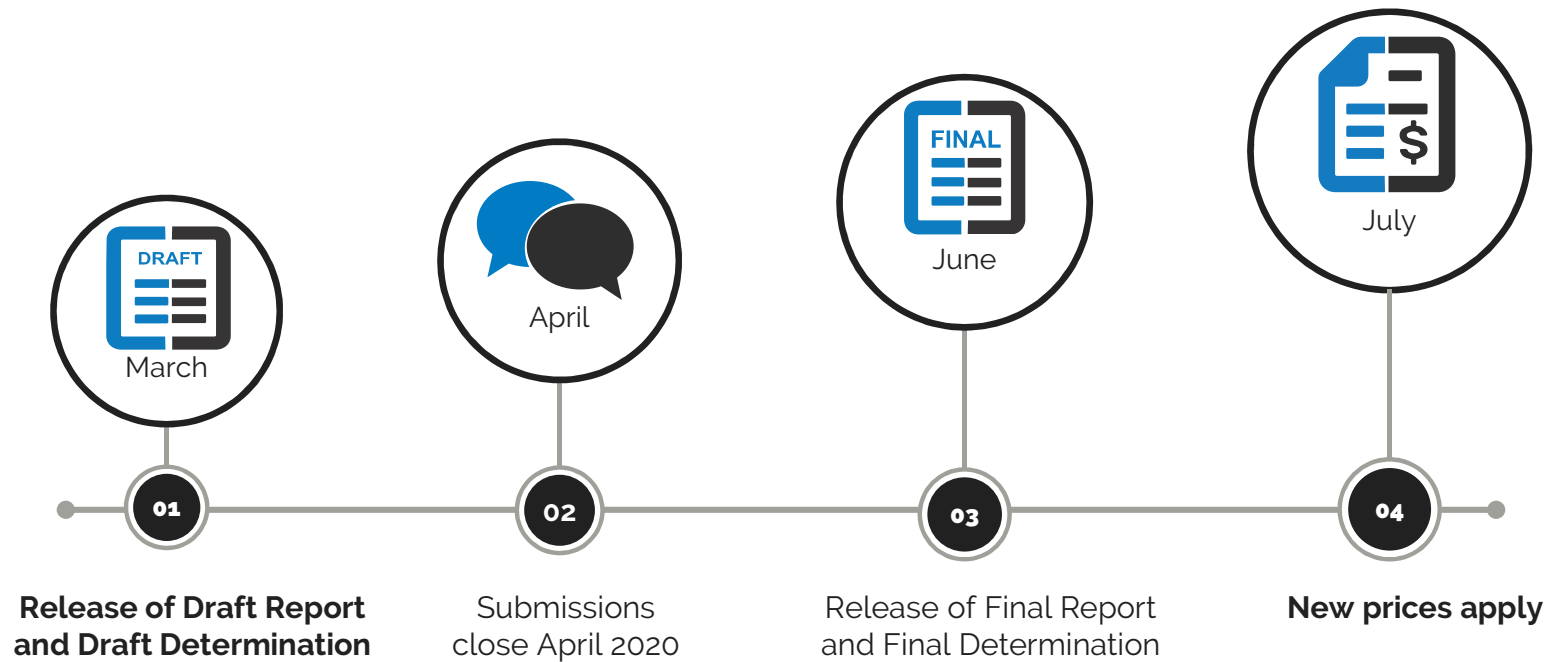 DRAFT
March
April
FINAL
June
$
July
01
02
03
04
Release of Draft Report
and Draft Determination
Submissions
close April 2020
Release of Final Report
and Final Determination
New prices apply